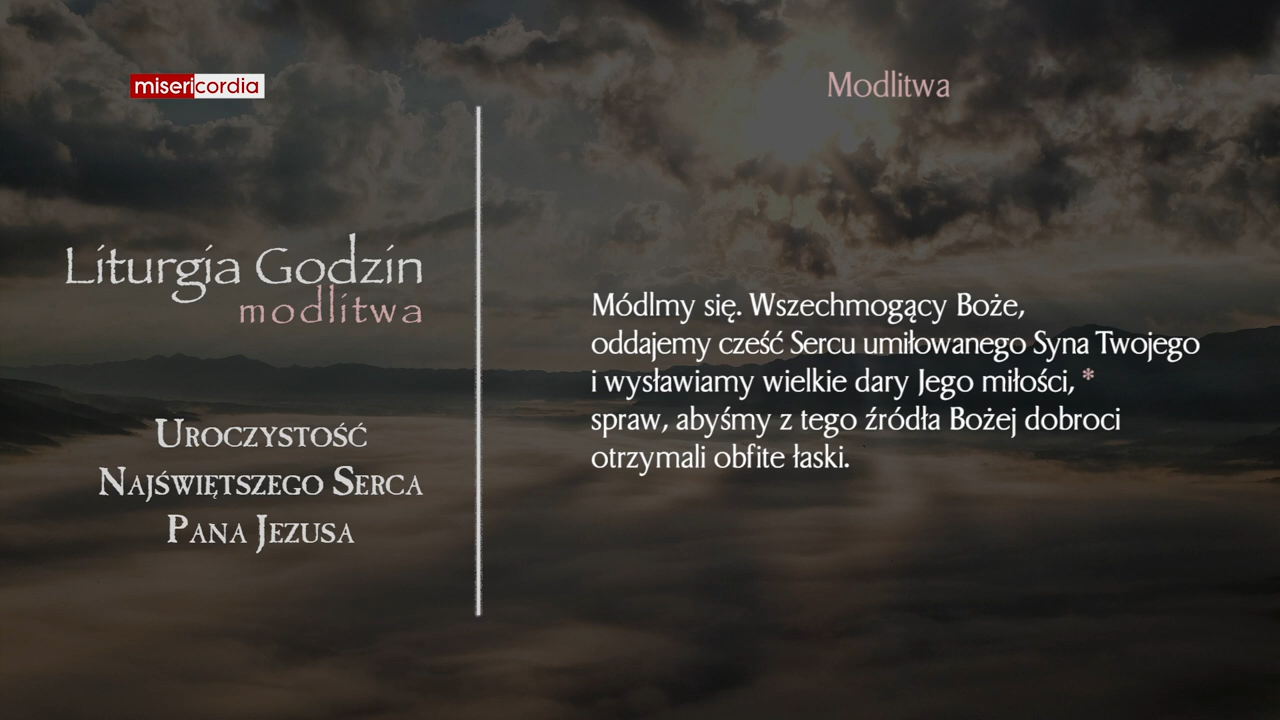 misericordia
Liturgia Godzin
modlitwa
Uroczystość
Najświętszego Serca
Pana Jezusa
Modlitwa
Módlmy się. Wszechmogący Boże,
oddajemy cześć Sercu umiłowanego Syna Twojego
i wysławiamy wielkie dary Jego miłości, *
spraw, abyśmy z tego źródła Bożej dobroci
otrzymali obfite łaski.